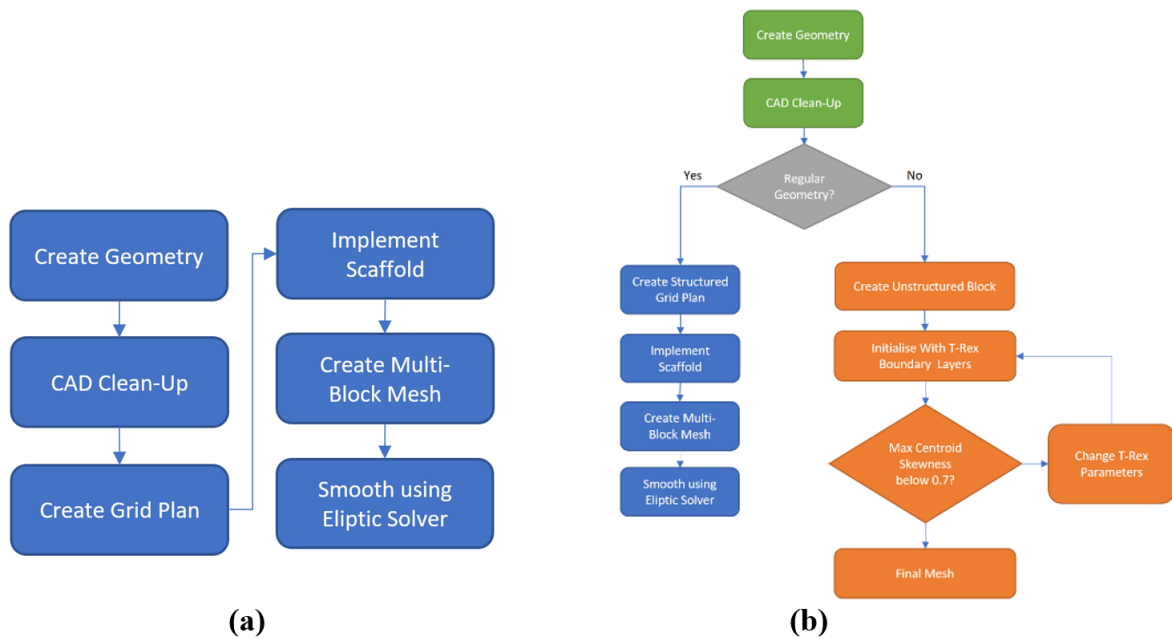 Create Geometry
CAD Clean-Up
Create Grid Plan
Implement
Scaffold
Create Multi-
Block Mesh
Smooth using
Eliptic Solver
(a)
Create Geometry
CAD Clean-Up
Regular
Geometry?
Yes
No
Create Structured
Grid Plan
Implement
Scaffold
Create Multi-
Block Mesh
Smooth using
Eliptic Solver
Create Unstructured Block
Initialise With T-Rex
Boundary Layers
Max Centroid
Skewness
below 0.7?
Change T-Rex
Parameters
Final Mesh
(b)